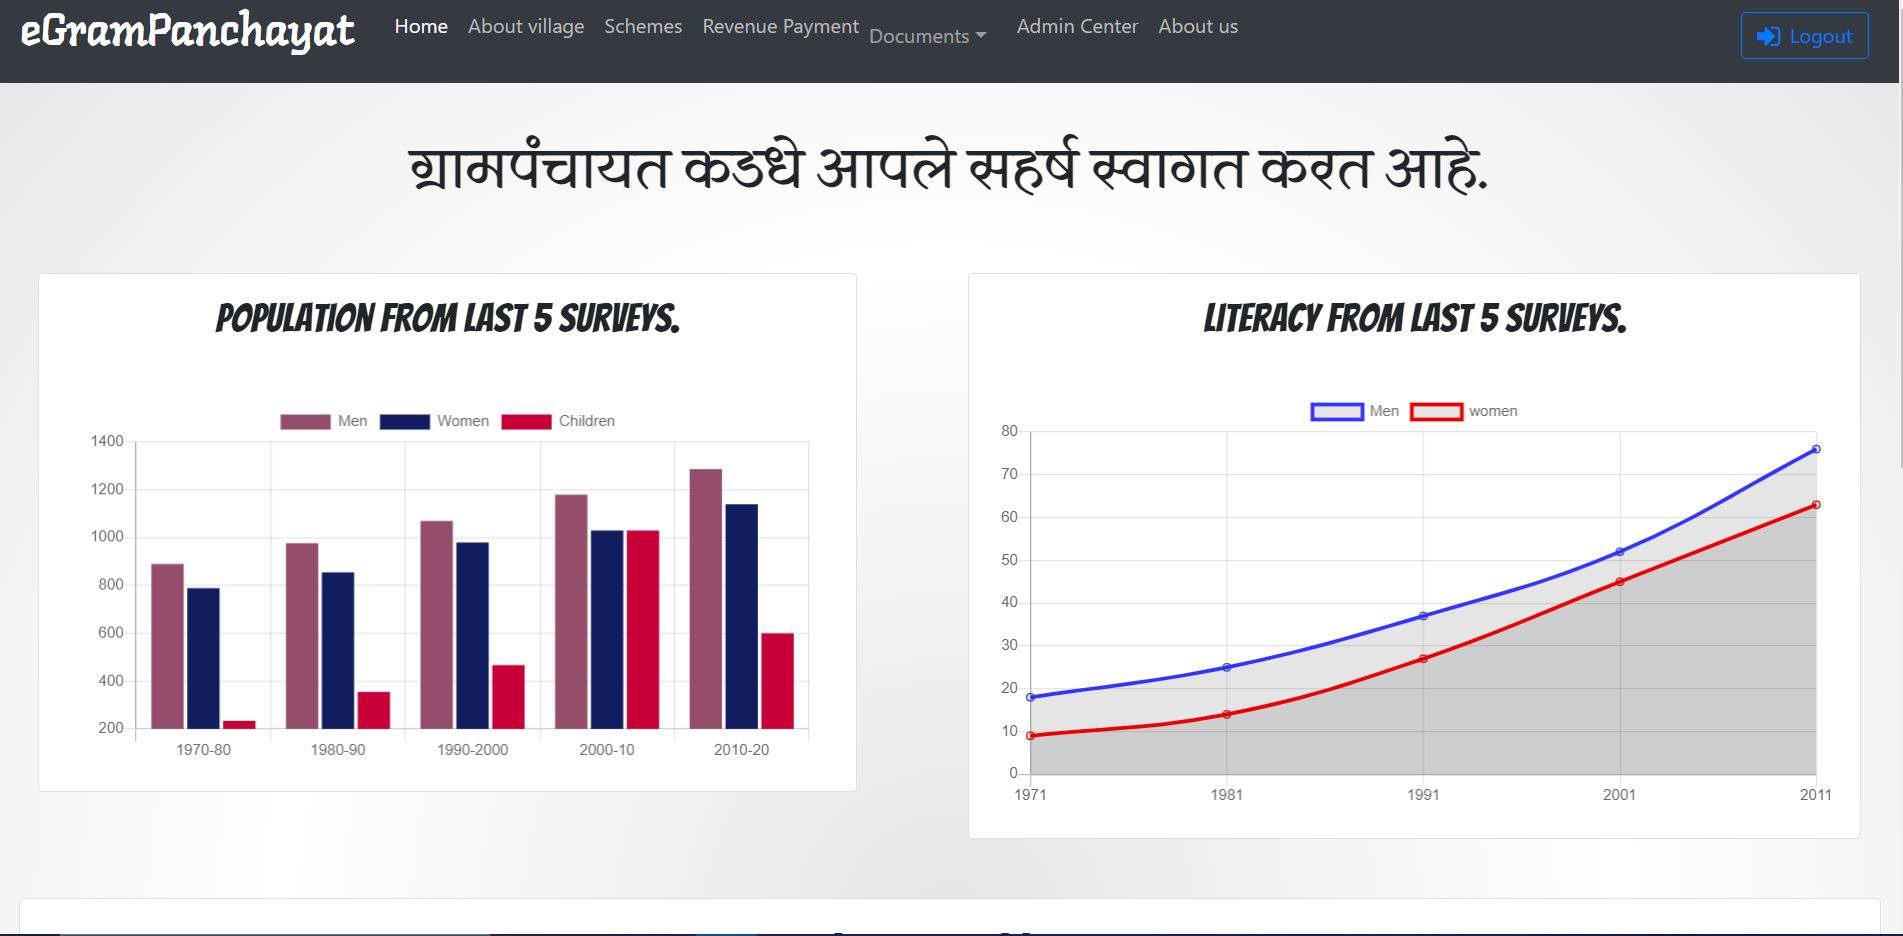 eGramPanchayat
Home About village Schemes Revenue Payment Documents Admin Center About us Logout
ग्रामपंचायत कडधे आपले सहर्ष स्वागत करत आहे.
POPULATION FROM LAST 5 SURVEYS.
Men Women Children
1400
1200
1000
800
600
400
200
1970-80 1980-90 1990-2000 2000-10 2010-20
LITERACY FROM LAST 5 SURVEYS.
Men women
80
70
60
50
40
30
20
10
0
1971 1981 1991 2001 2011